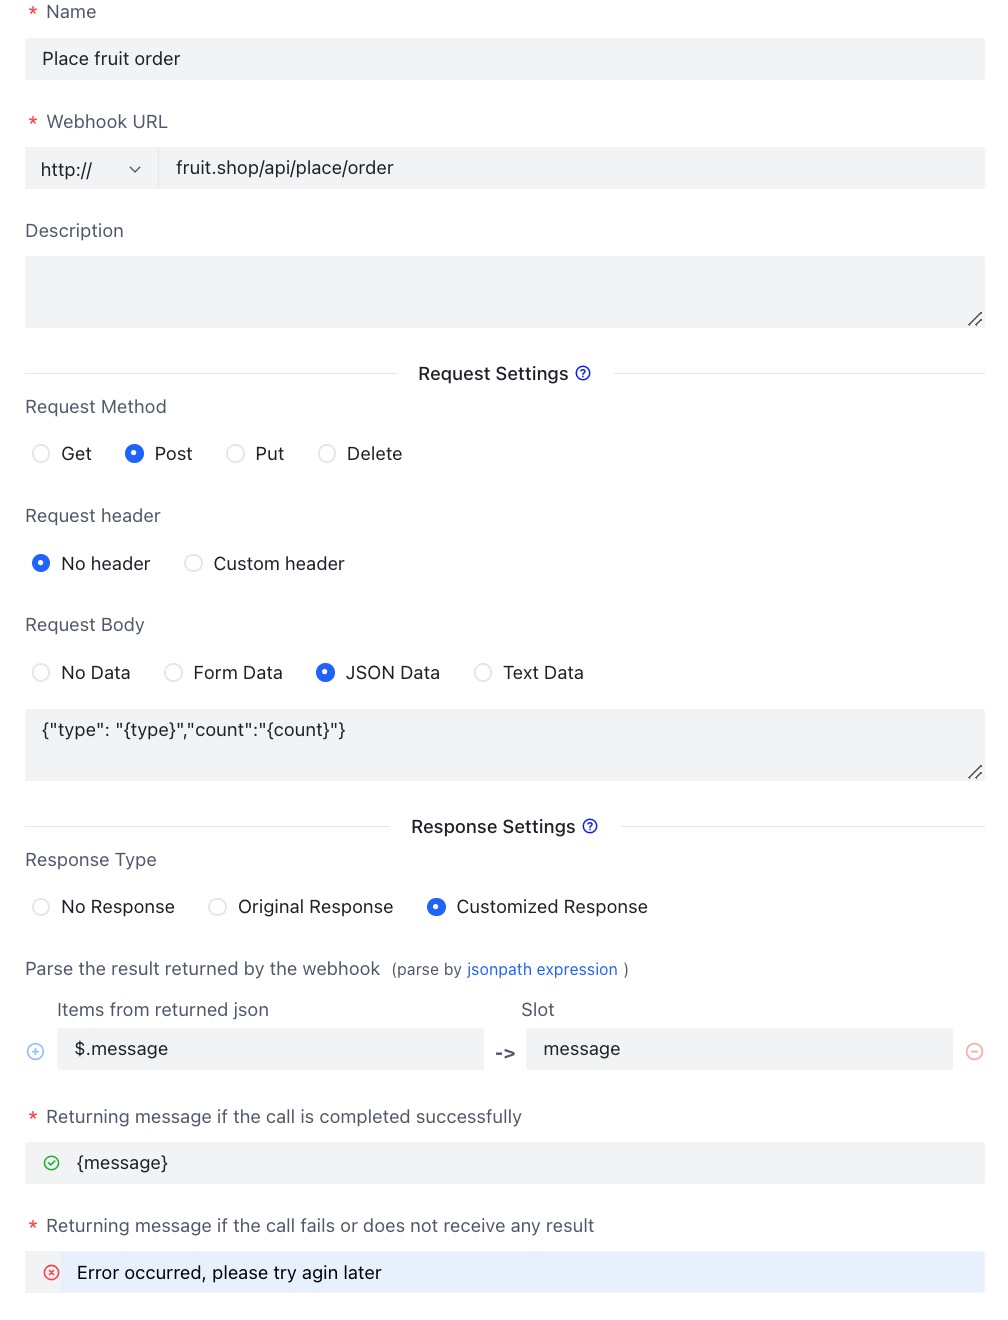 * Name
Place fruit order
* Webhook URL
http:// fruit.shop/api/place/order
Description
Request Settings
Request Method
Get Post Put Delete
Request header
No header Custom header
Request Body
No Data Form Data JSON Data Text Data
{"type": "{type}","count":"{count}"}
Response Settings
Response Type
No Response Original Response Customized Response
Parse the result returned by the webhook (parse by jsonpath expression )
Items from returned json Slot
$.message -> message
* Returning message if the call is completed successfully
{message}
* Returning message if the call fails or does not receive any result
Error occurred, please try agin later